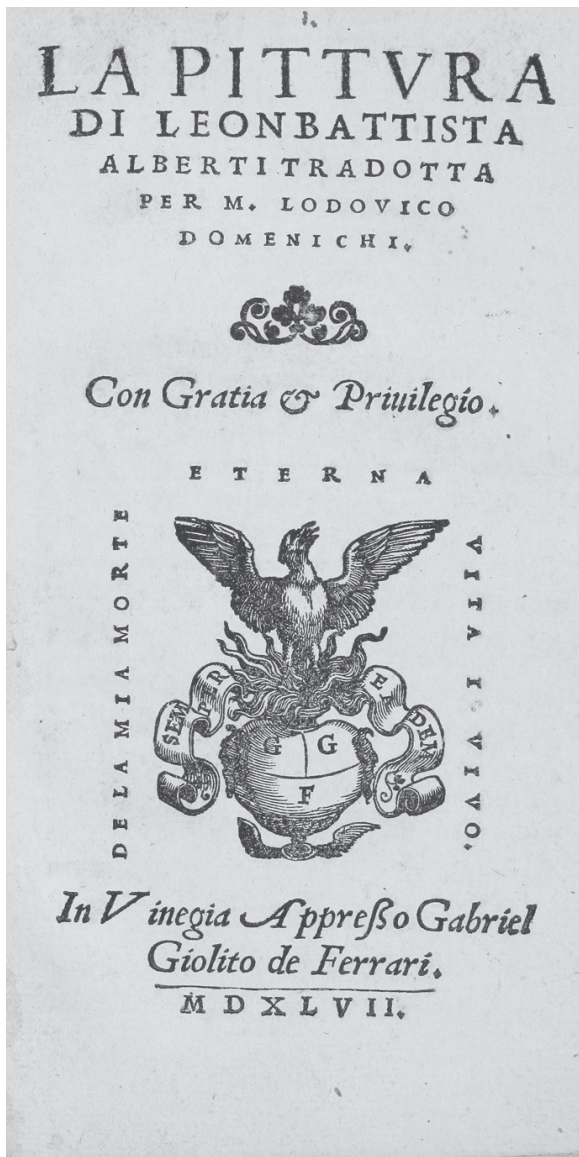 LA PITTVRA
DI LEONBATTISTA
ALBERTI TRADOTTA
PER M. LODOVICO
DOMENICHI.
Con Gratia & Priuilegio.
DE LA MIA MORTE
ETERNA
VITA I VIVO.
SEMPER
EADEM
G G
F
In Vinegia Appreßo Gabriel
Giolito de Ferrari.
MDXLVII.